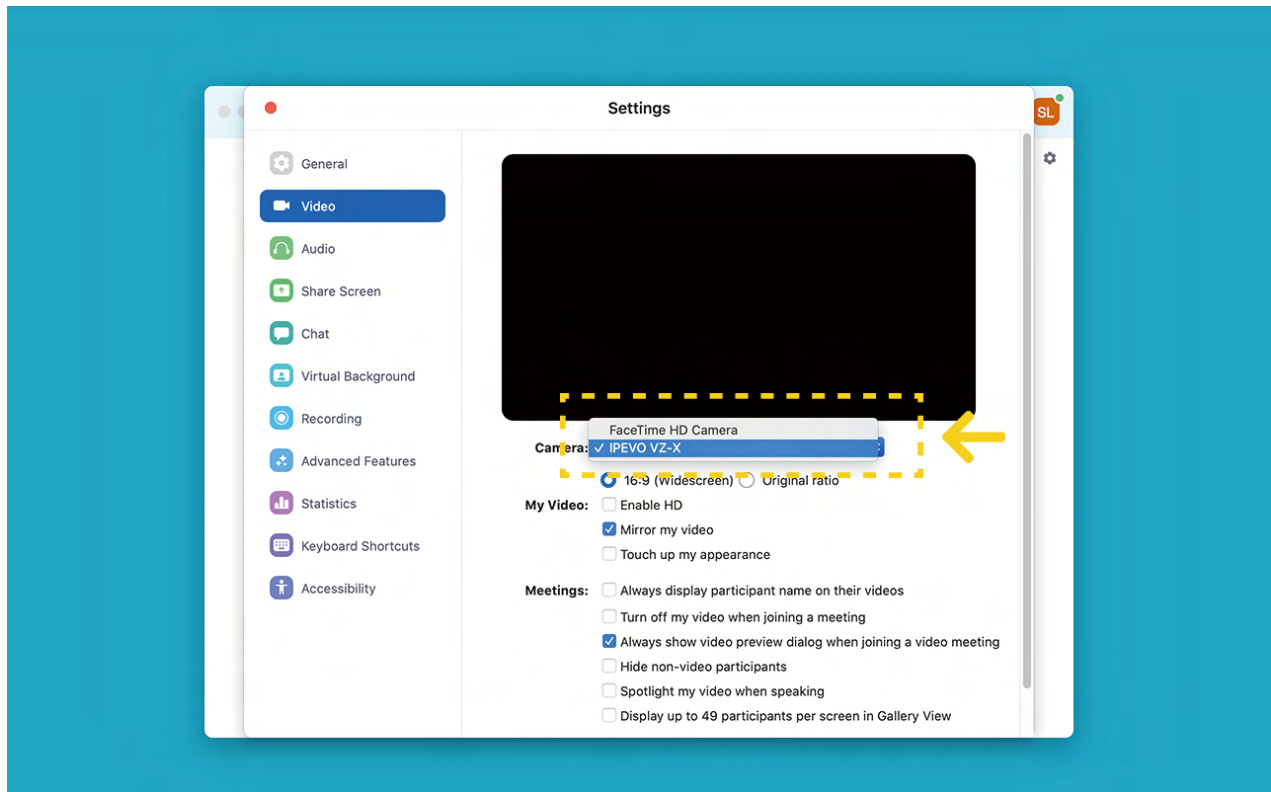 Settings
SL
General
Video
Audio
Share Screen
Chat
Virtual Background
Recording
Advanced Features
Statistics
Keyboard Shortcuts
Accessibility
FaceTime HD Camera
Camera: ✓ IPEVO VZ-X
16:9 (Widescreen) Original ratio
My Video: Enable HD
Mirror my video
Touch up my appearance
Meetings: Always display participant name on their videos
Turn off my video when joining a meeting
Always show video preview dialog when joining a video meeting
Hide non-video participants
Spotlight my video when speaking
Display up to 49 participants per screen in Gallery View